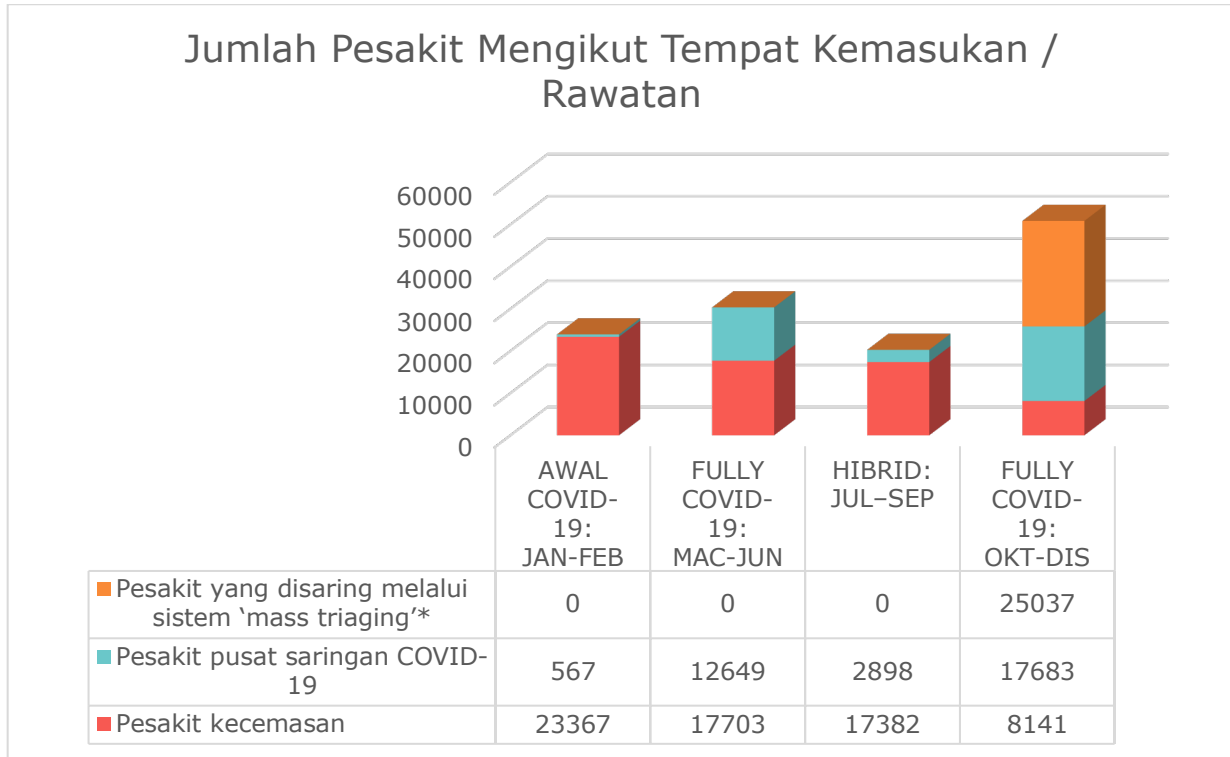 Jumlah Pesakit Mengikut Tempat Kemasukan /
Rawatan
60000
50000
40000
30000
20000
10000
0
AWAL
COVID-
19:
JAN-FEB
FULLY
COVID-
19:
MAC-JUN
HIBRID:
JUL–SEP
FULLY
COVID-
19:
OKT-DIS
Pesakit yang disaring melalui
sistem ‘mass triaging’*
0
0
0
25037
Pesakit pusat saringan COVID-
19
567
12649
2898
17683
Pesakit kecemasan
23367
17703
17382
8141